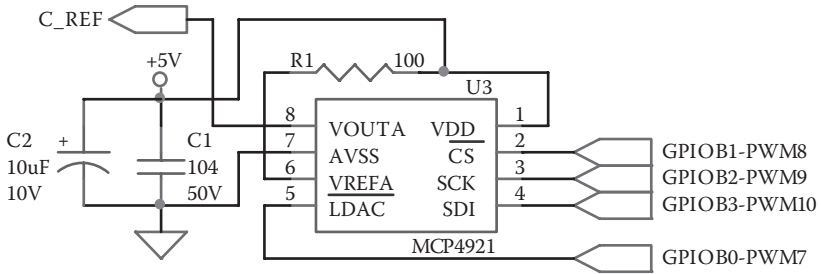 C_REF
+5V
R1 100
U3
8 VOUTA VDD 1
7 AVSS CS 2
6 VREFA SCK 3
5 LDAC SDI 4
C2 +
10uF
10V
C1
104
50V
GPIOB1-PWM8
GPIOB2-PWM9
GPIOB3-PWM10
MCP4921
GPIOB0-PWM7